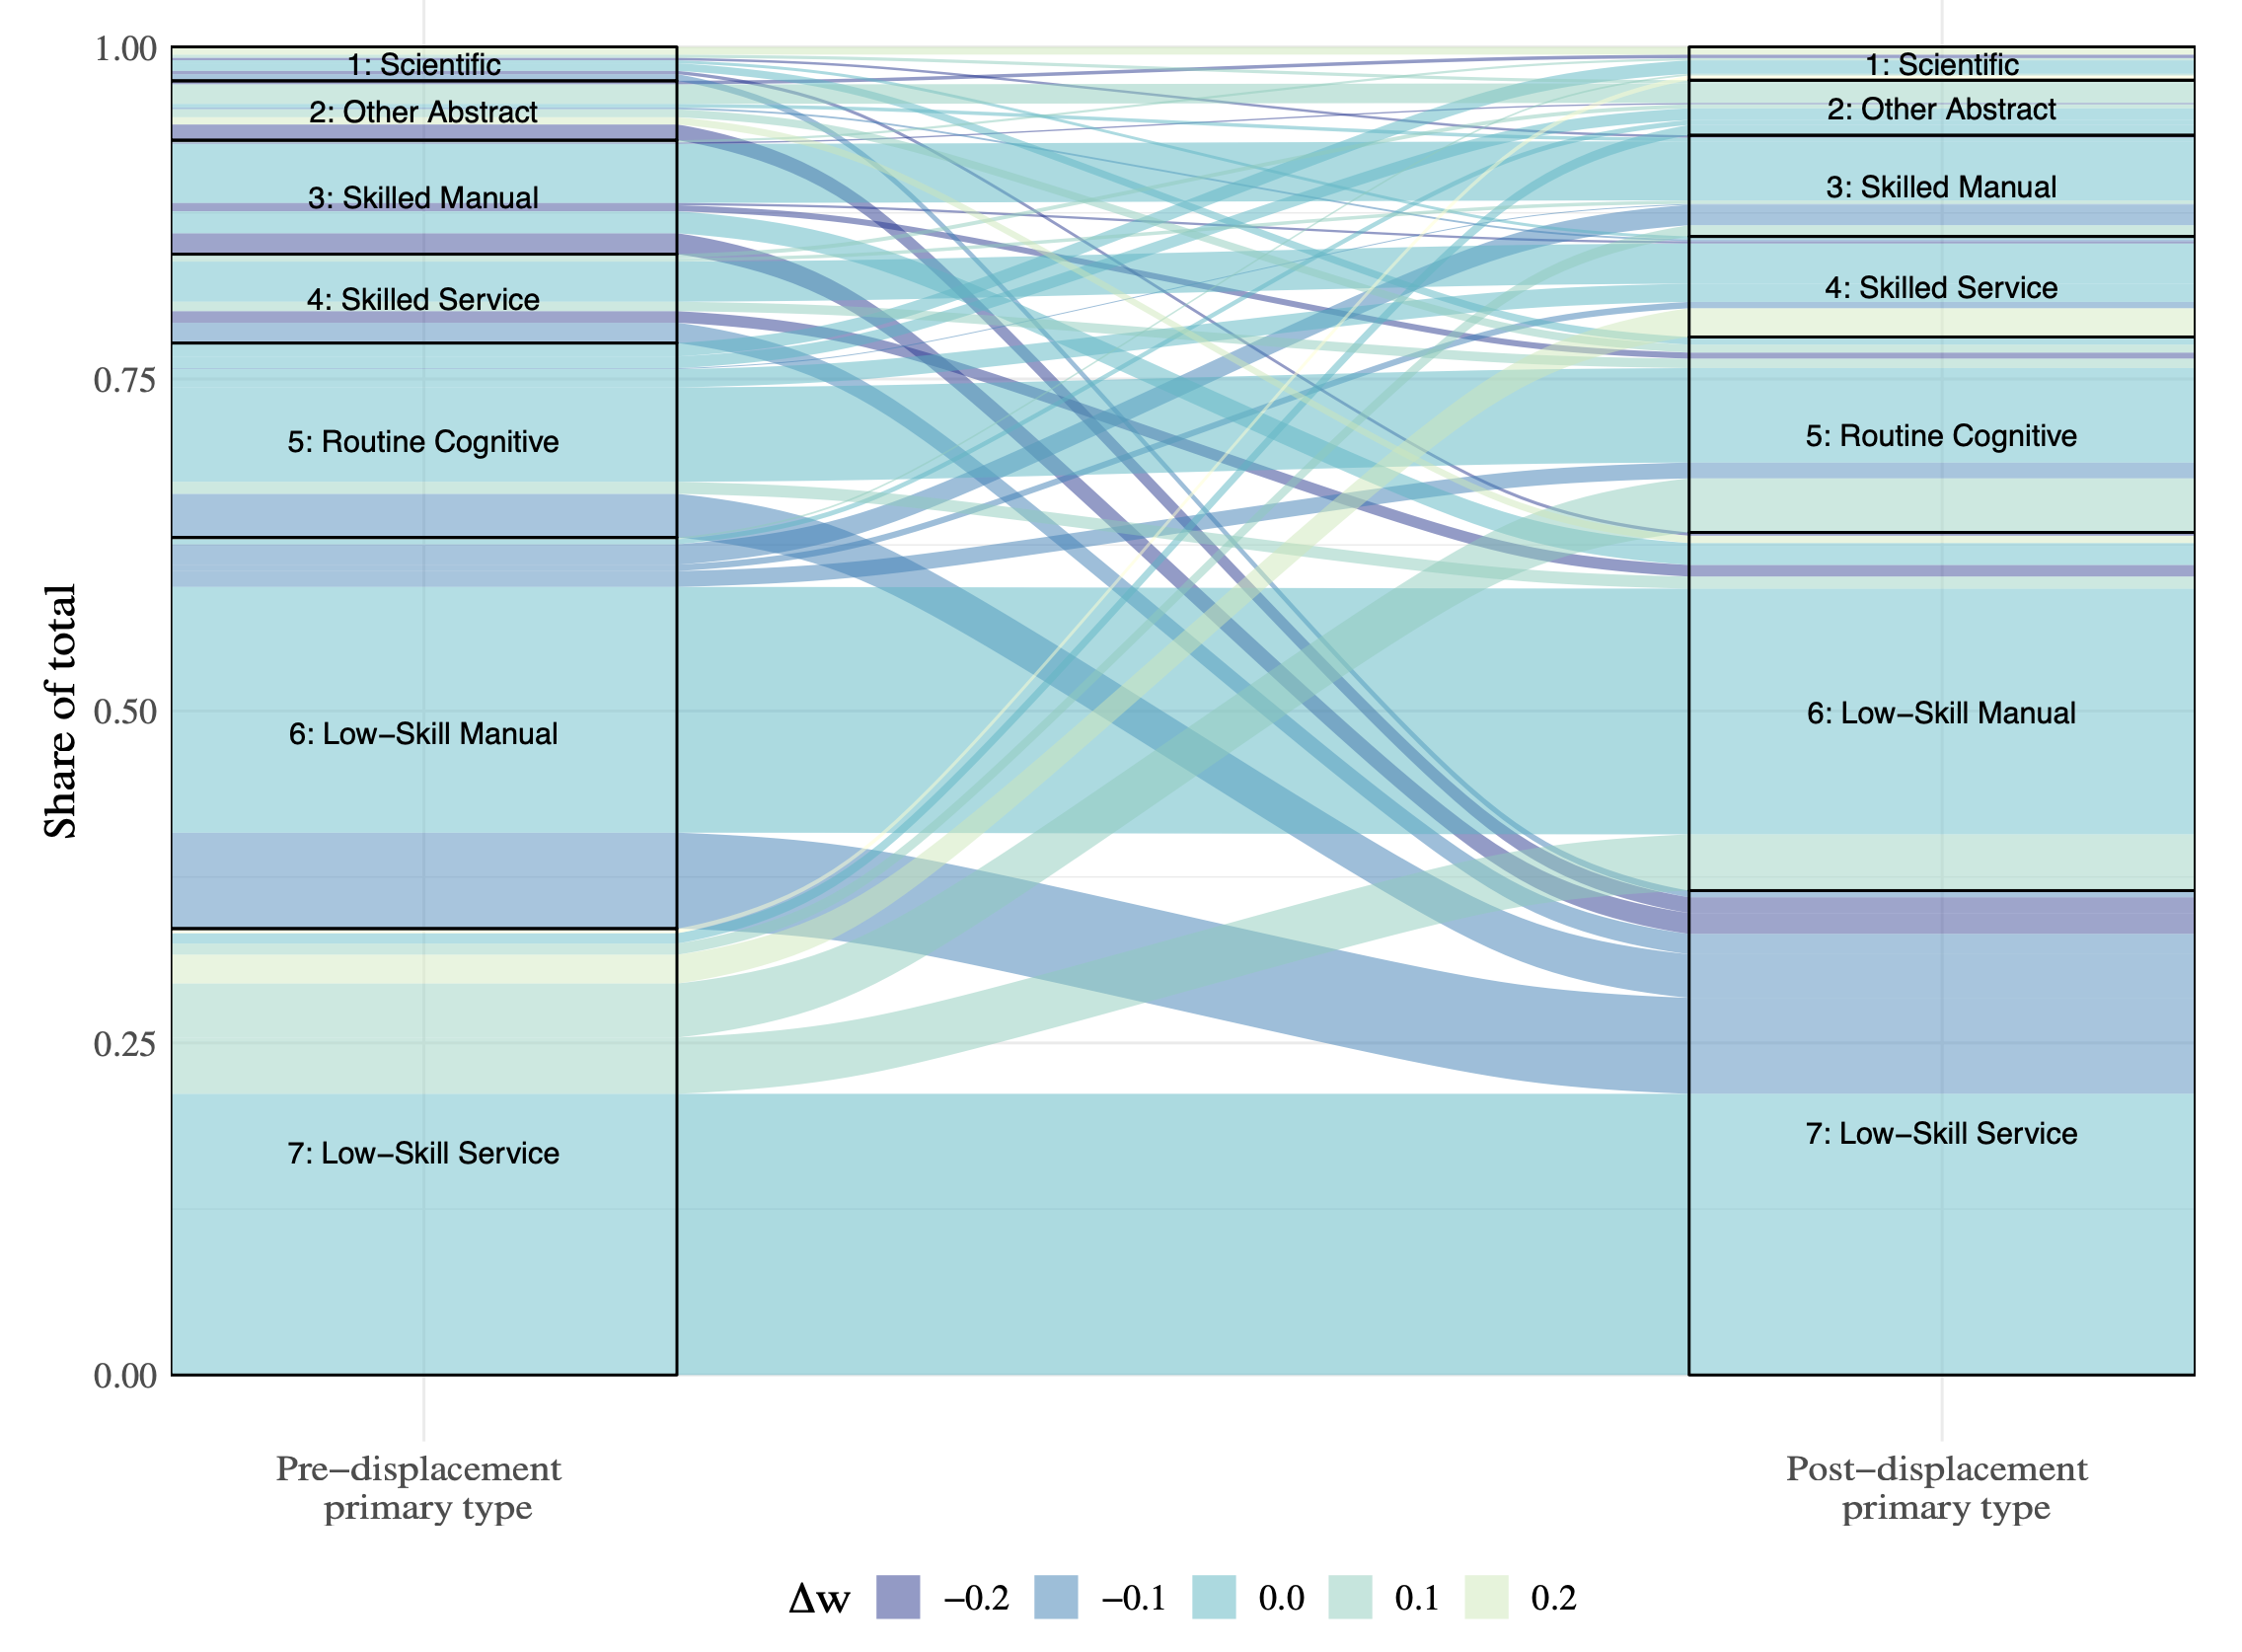 Share of total
1.00
0.75
0.50
0.25
0.00
1: Scientific
2: Other Abstract
3: Skilled Manual
4: Skilled Service
5: Routine Cognitive
6: Low−Skill Manual
7: Low−Skill Service
1: Scientific
2: Other Abstract
3: Skilled Manual
4: Skilled Service
5: Routine Cognitive
6: Low−Skill Manual
7: Low−Skill Service
Pre−displacement
primary type
Post−displacement
primary type
Δw −0.2 −0.1 0.0 0.1 0.2